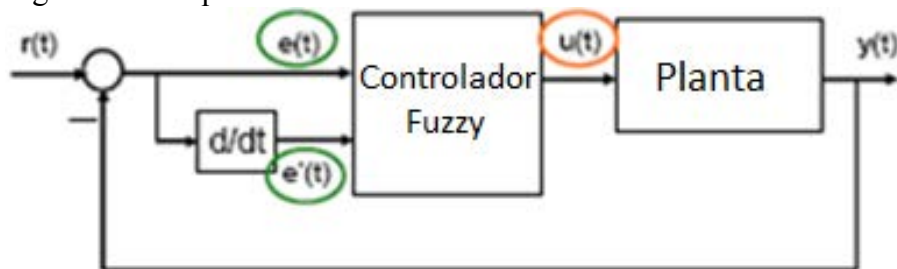 r(t)
e(t)
Controlador
Fuzzy
u(t)
Planta
y(t)
d/dt
e'(t)